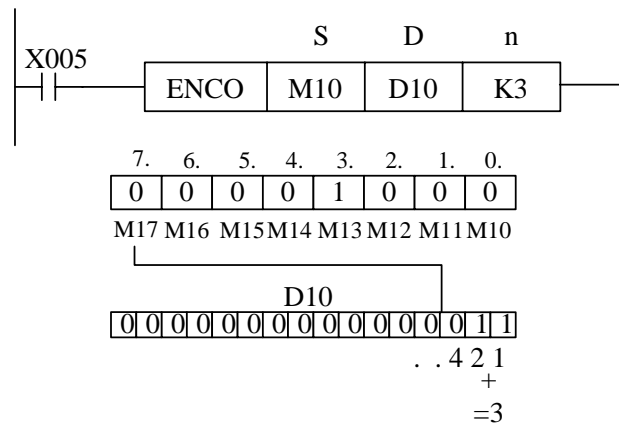 S D n
X005
ENCO M10 D10 K3
7. 6. 5. 4. 3. 2. 1. 0.
0 0 0 0 1 0 0 0
M17 M16 M15 M14 M13 M12 M11 M10
D10
0 0 0 0 0 0 0 0 0 0 0 0 0 0 1 1
. . 4 2 1
+
=3